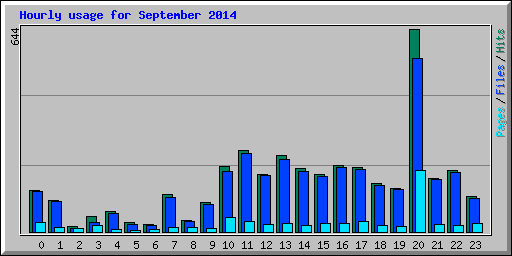 Hourly usage for September 2014
644
Pages / Files / Hits
0 1 2 3 4 5 6 7 8 9 10 11 12 13 14 15 16 17 18 19 20 21 22 23